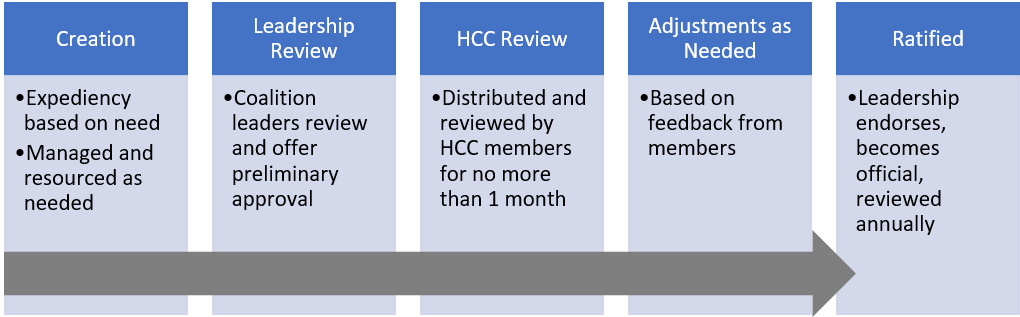 Creation
•Expediency
based on need
•Managed and
resourced as
needed
Leadership
Review
•Coalition
leaders review
and offer
preliminary
approval
HCC Review
•Distributed and
reviewed by
HCC members
for no more
than 1 month
Adjustments as
Needed
•Based on
feedback from
members
Ratified
•Leadership
endorses,
becomes
official,
reviewed
annually